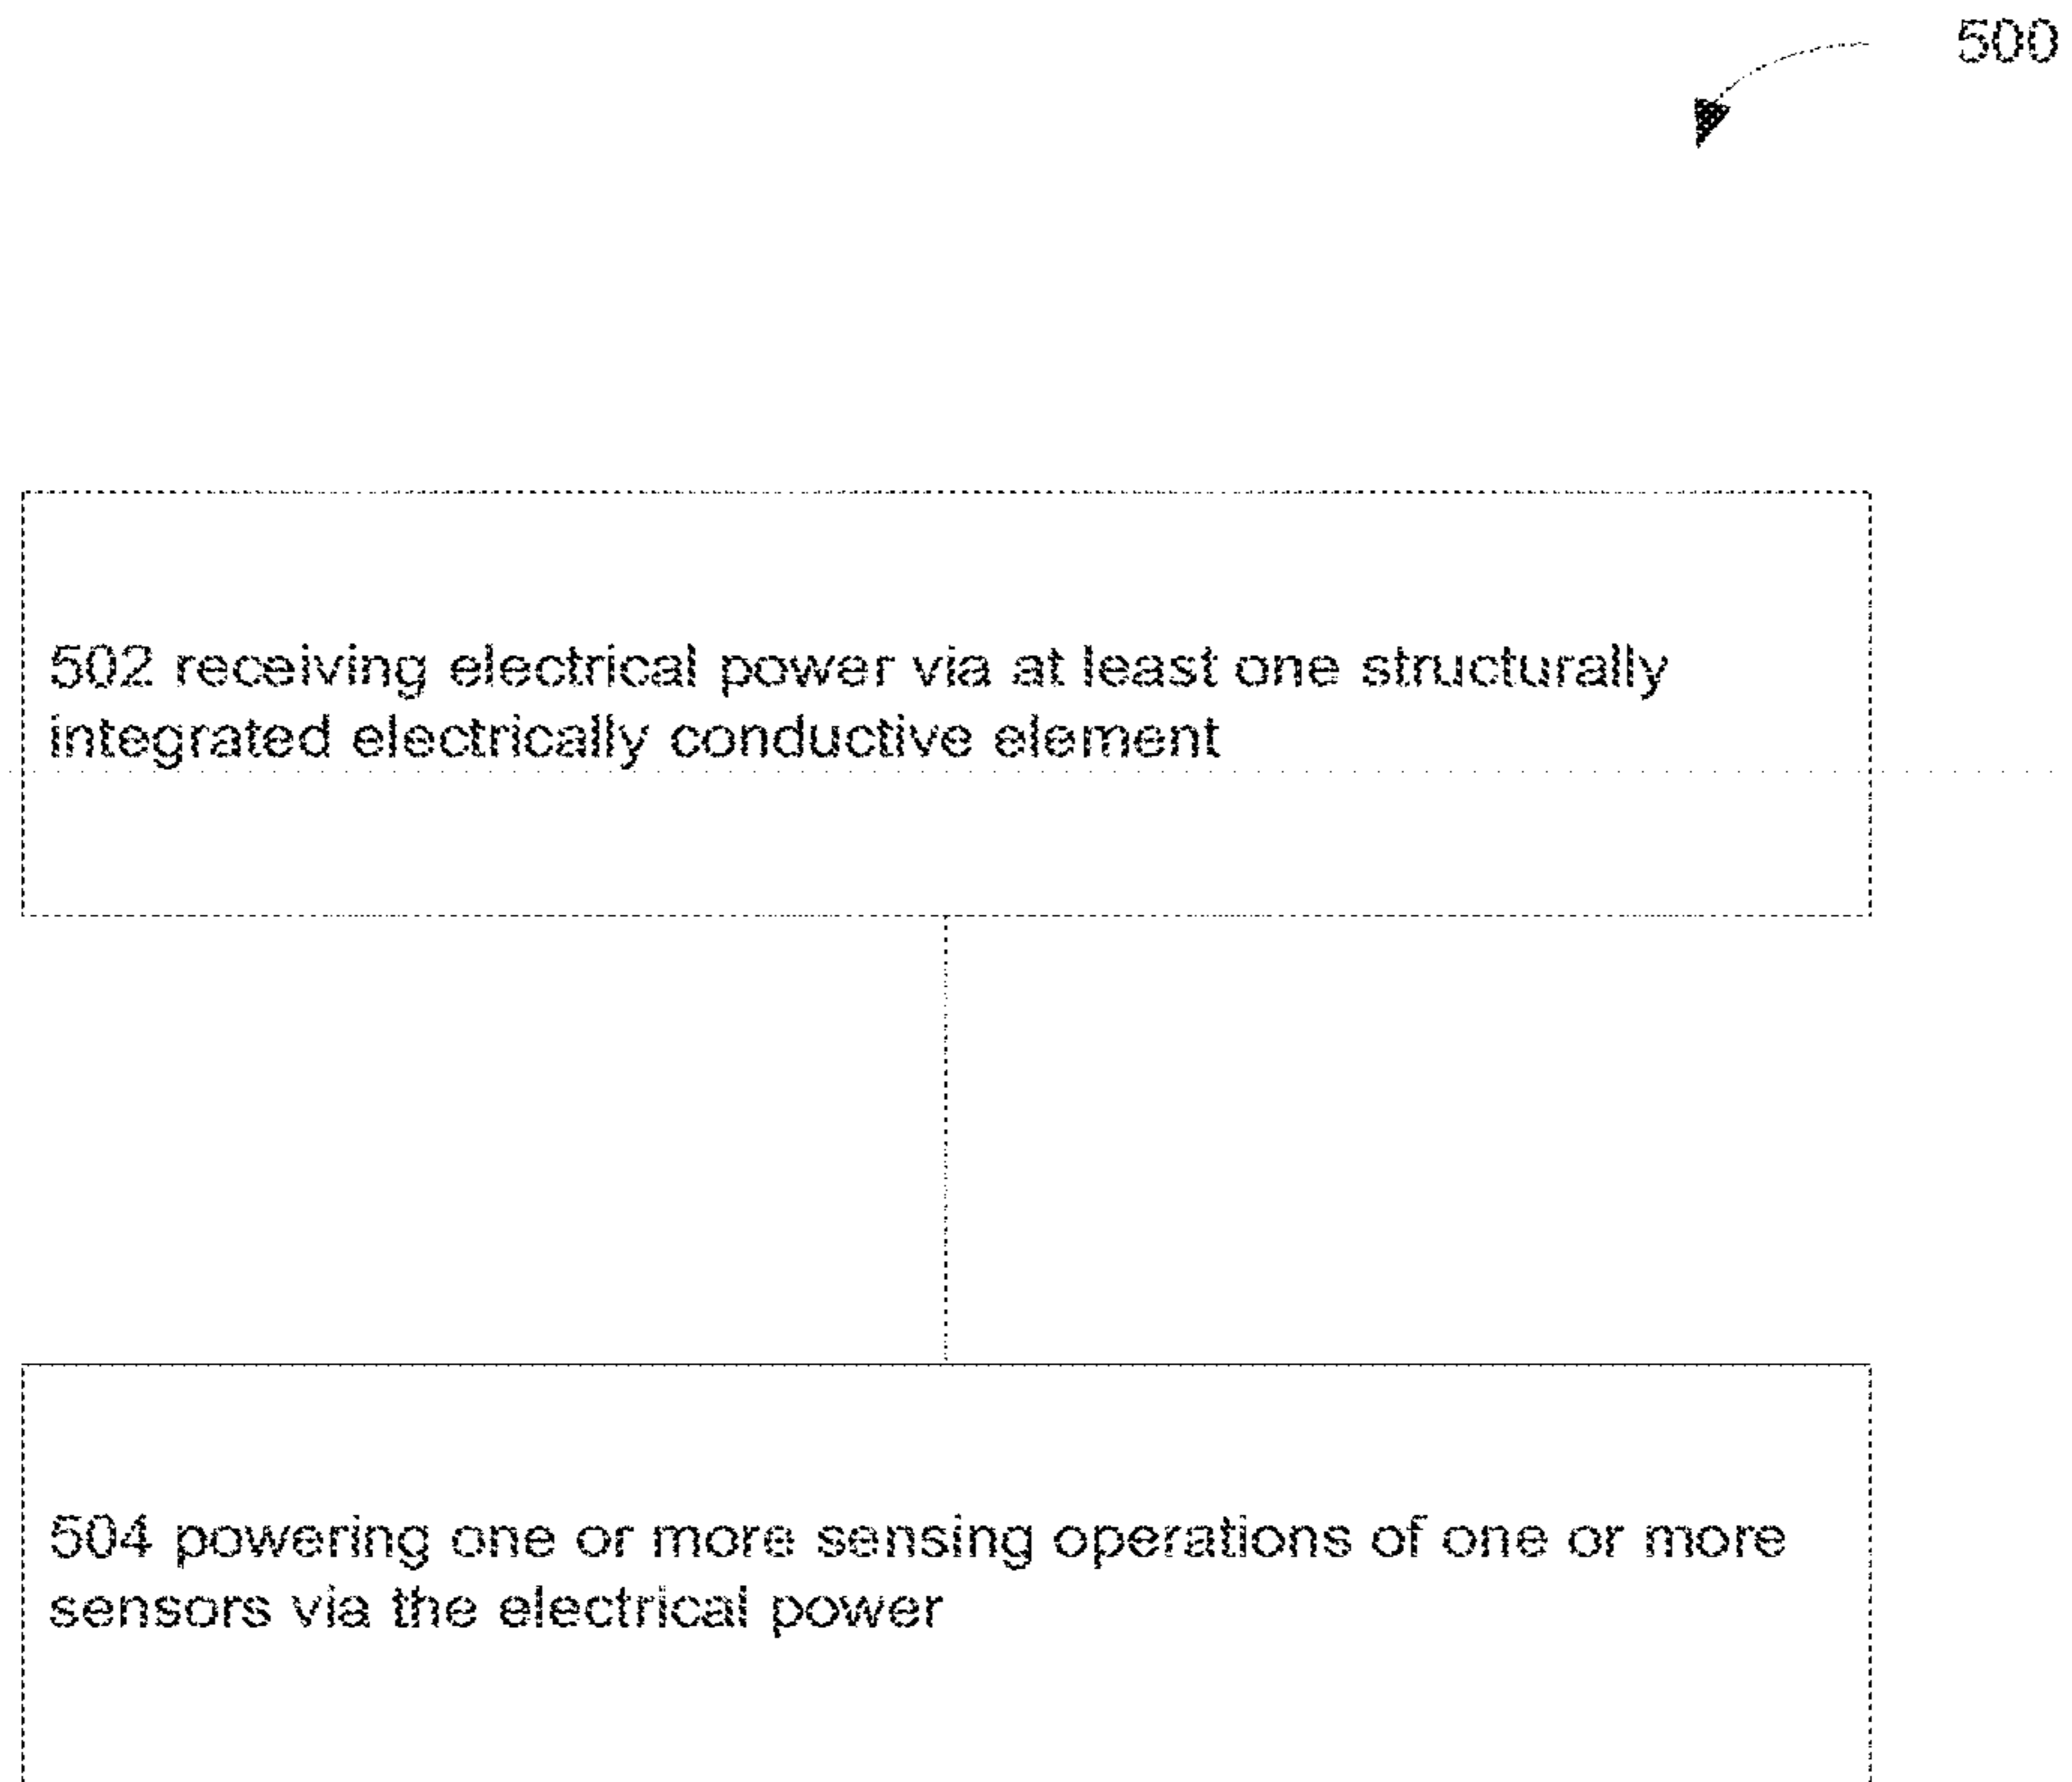 500
502 receiving electrical power via at least one structurally
integrated electrically conductive element
504 powering one or more sensing operations of one or more
sensors via the electrical power